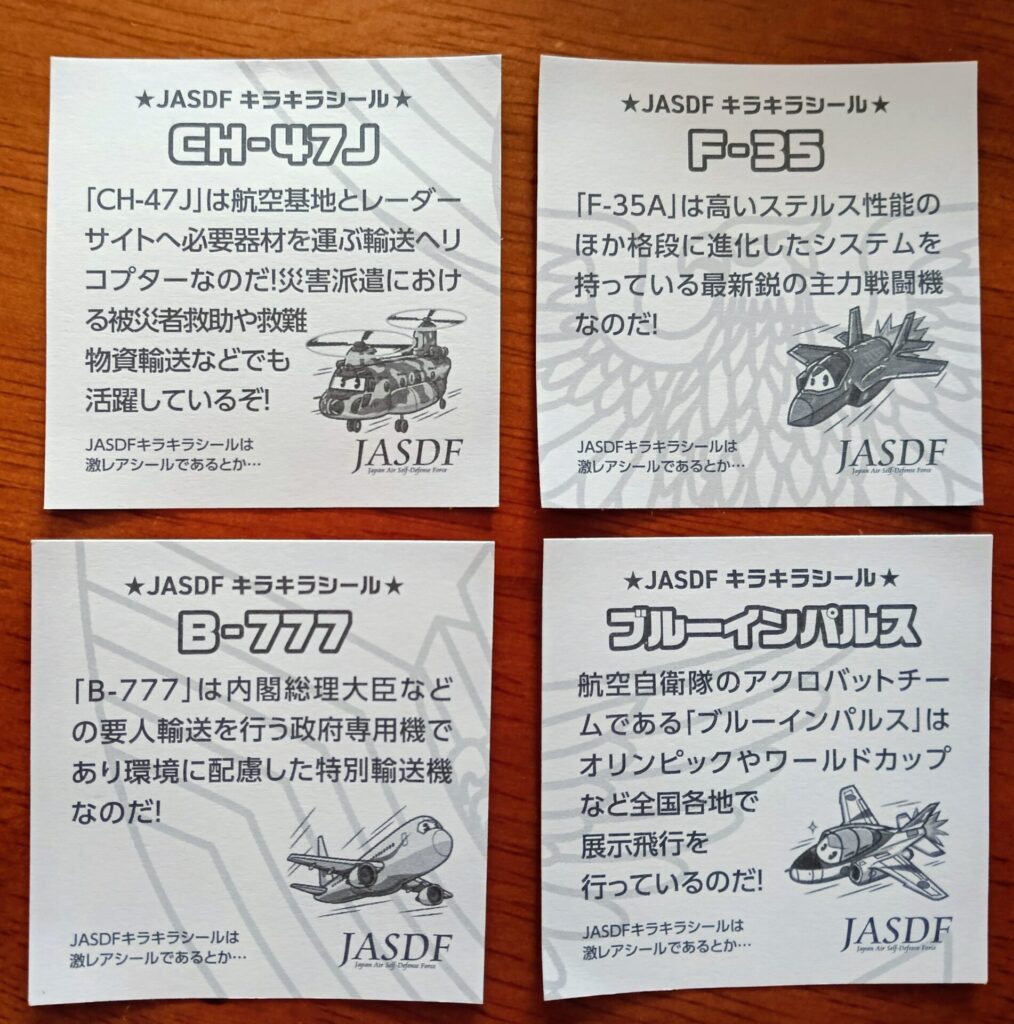 ★JASDF キラキラシール★
CH-47J
「CH-47J」は航空基地とレーダー
サイトへ必要器材を運ぶ輸送ヘリ
コプターなのだ!災害派遣におけ
る被災者救助や救難
物資輸送などでも
活躍しているぞ!
JASDFキラキラシールは
激レアシールであるとか…
JASDF
Japan Air Self-Defense Force
★JASDF キラキラシール★
F-35
「F-35A」は高いステルス性能の
ほか格段に進化したシステムを
持っている最新鋭の主力戦闘機
なのだ!
JASDFキラキラシールは
激レアシールであるとか…
JASDF
Japan Air Self-Defense Force
★JASDF キラキラシール★
B-777
「B-777」は内閣総理大臣など
の要人輸送を行う政府専用機で
あり環境に配慮した特別輸送機
なのだ!
JASDFキラキラシールは
激レアシールであるとか…
JASDF
Japan Air Self-Defense Force
★JASDF キラキラシール★
ブルーインパルス
航空自衛隊のアクロバットチー
ムである「ブルーインパルス」は
オリンピックやワールドカップ
など全国各地で
展示飛行を
行っているのだ!
JASDFキラキラシールは
激レアシールであるとか…
JASDF
Japan Air Self-Defense Force